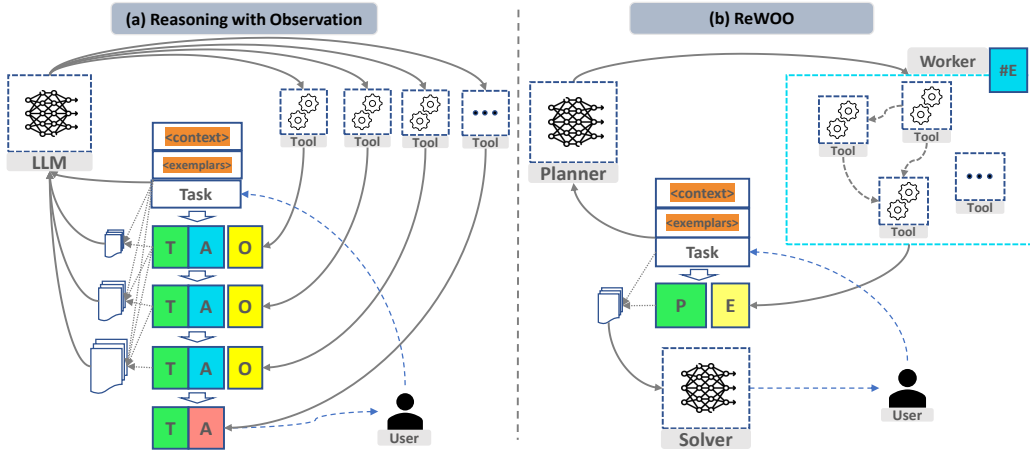 (a) Reasoning with Observation
LLM
Tool
Tool
Tool
Tool
<context>
<exemplars>
Task
T A O
T A O
T A O
T A
User
(b) ReWOO
Worker
#E
Planner
Tool
Tool
Tool
Tool
<context>
<exemplars>
Task
P E
Solver
User